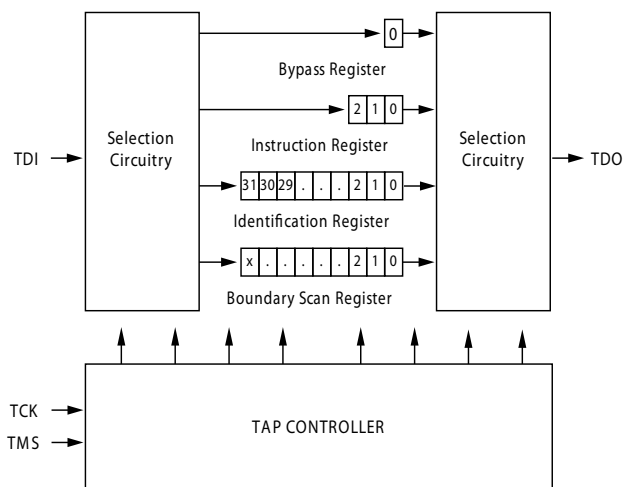 0
Bypass Register
2 1 0
Selection
Circuitry
Instruction Register
Selection
Circuitry
TDI
TDO
31 30 29 . . . 2 1 0
Identification Register
x . . . . . 2 1 0
Boundary Scan Register
TCK
TMS
TAP CONTROLLER